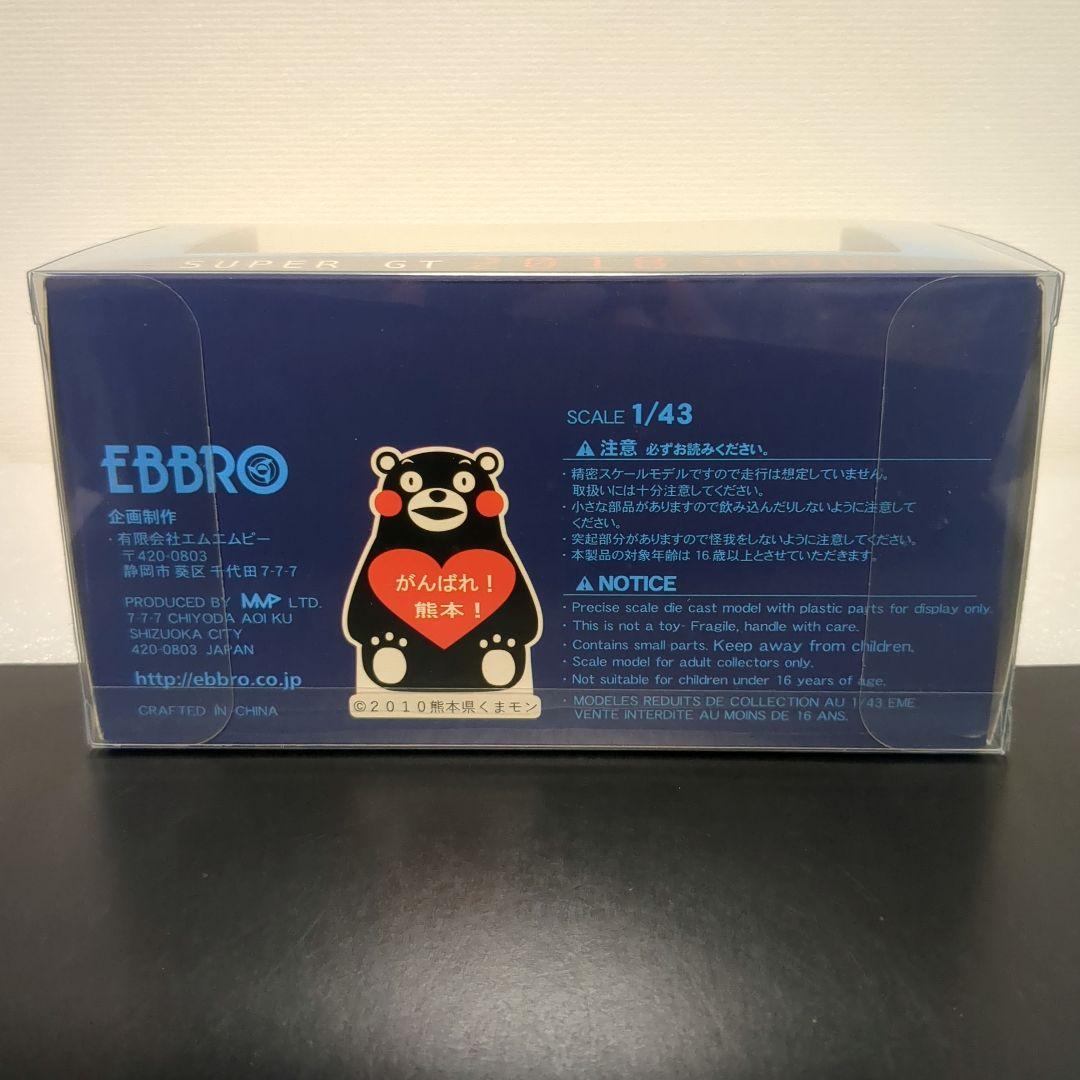 SUPER GT 2018
EBBRO
企画制作
・有限会社エムエムピー
〒420-0803
静岡市 葵区 千代田 7-7-7
PRODUCED BY MMP LTD.
7-7-7 CHIYODA AOI KU
SHIZUOKA CITY
420-0803 JAPAN
http://ebbro.co.jp
CRAFTED IN CHINA
がんばれ！
熊本！
©２０１０熊本県くまモン
SCALE 1/43
注意 必ずお読みください。
・精密スケールモデルですので走行は想定していません。
取扱いには十分注意してください。
・小さな部品がありますので飲み込んだりしないように注意して
ください。
・突起部分がありますので怪我をしないように注意してください。
・本製品の対象年齢は 16 歳以上とさせていただきます。
NOTICE
・Precise scale die cast model with plastic parts for display only.
・This is not a toy- Fragile, handle with care.
・Contains small parts. Keep away from children.
・Scale model for adult collectors only.
・Not suitable for children under 16 years of age.
・MODELES REDUITS DE COLLECTION AU 1/43 EME
VENTE INTERDITE AU MOINS DE 16 ANS.